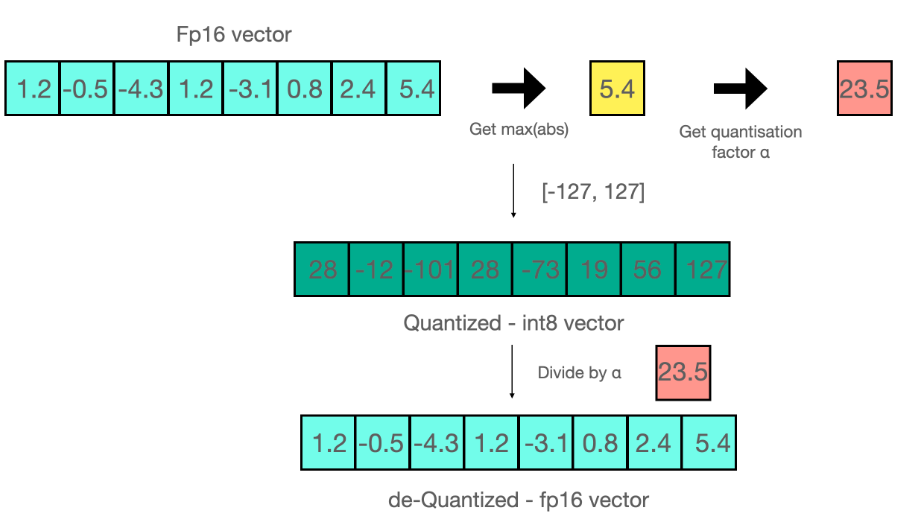 Fp16 vector
1.2 -0.5 -4.3 1.2 -3.1 0.8 2.4 5.4
5.4
23.5
Get max(abs)
Get quantisation
factor α
[-127, 127]
28 -12 -101 28 -73 19 56 127
Quantized - int8 vector
Divide by α
23.5
1.2 -0.5 -4.3 1.2 -3.1 0.8 2.4 5.4
de-Quantized - fp16 vector